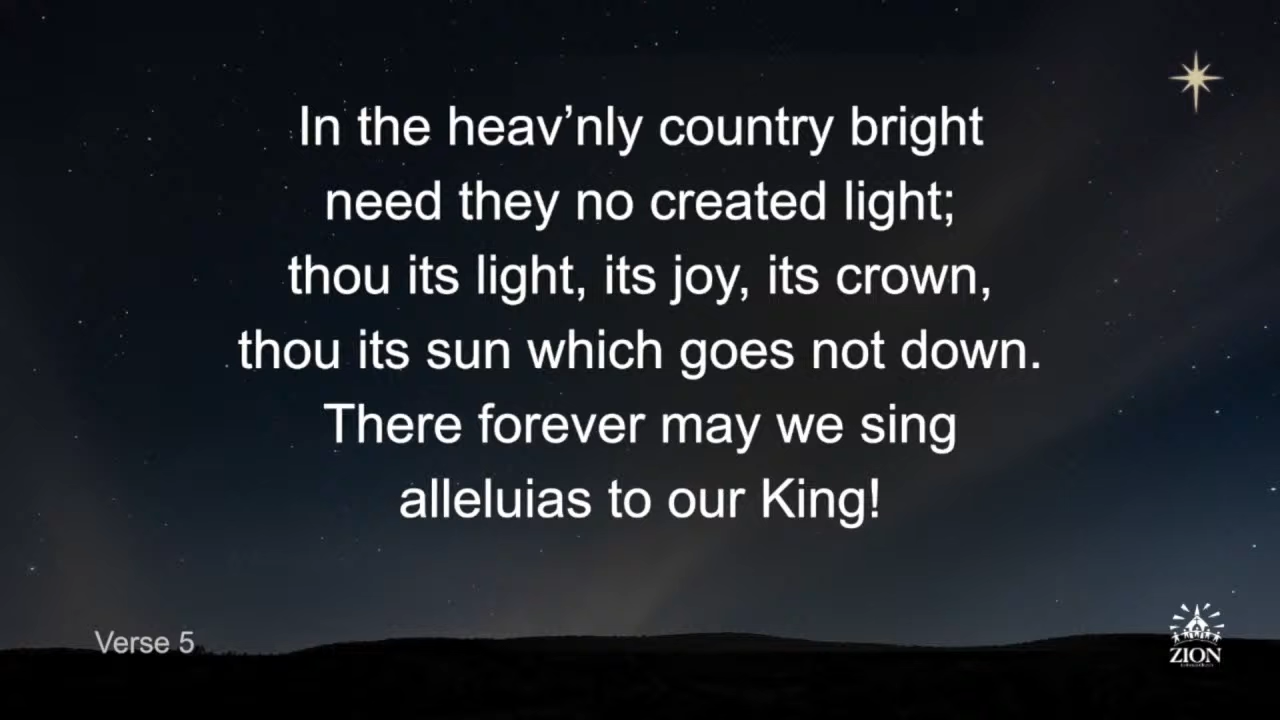 In the heav’nly country bright
need they no created light;
thou its light, its joy, its crown,
thou its sun which goes not down.
There forever may we sing
alleluias to our King!
Verse 5
ZION